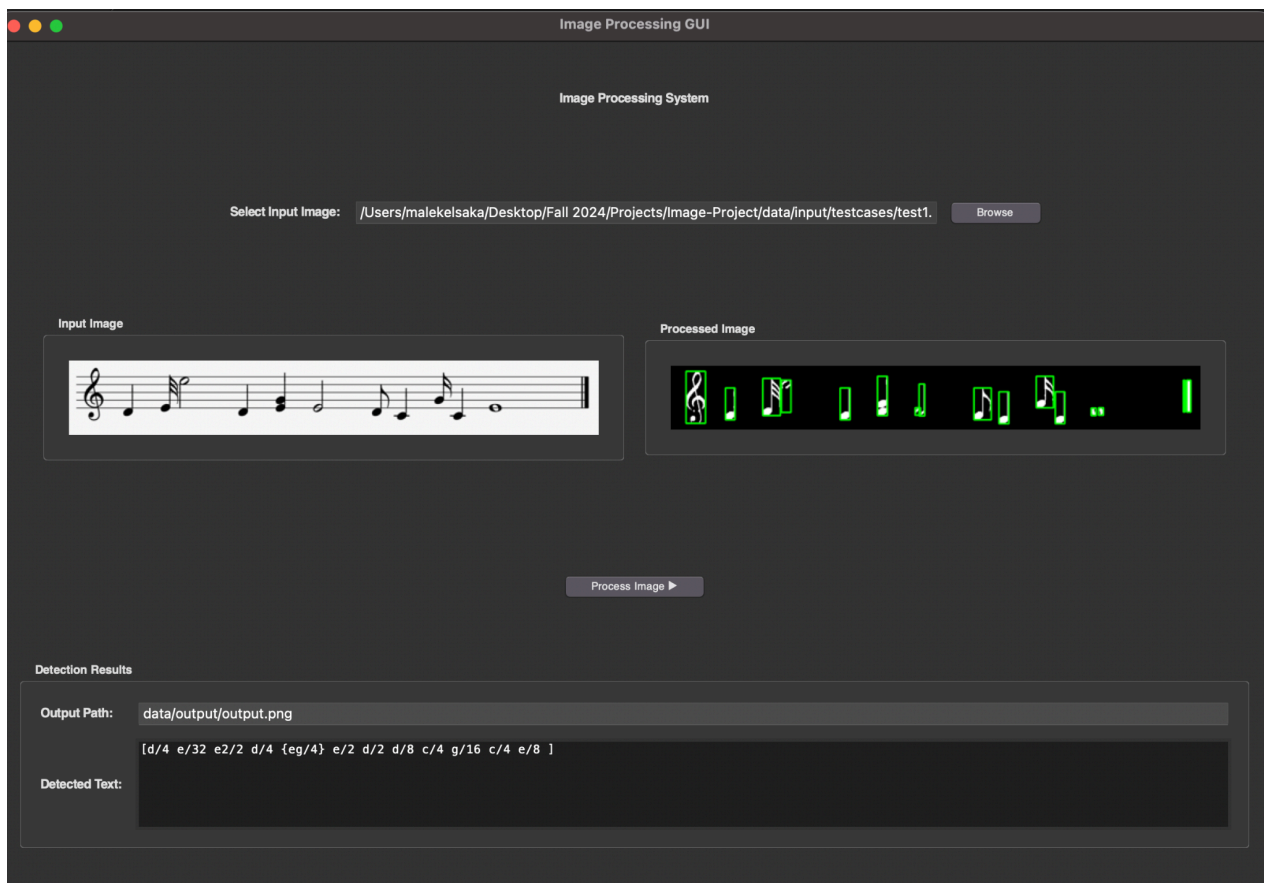 Image Processing GUI
Image Processing System
Select Input Image: /Users/malekelsaka/Desktop/Fall 2024/Projects/Image-Project/data/input/testcases/test1. Browse
Input Image
Processed Image
Process Image ▶
Detection Results
Output Path: data/output/output.png
[d/4 e/32 e2/2 d/4 {eg/4} e/2 d/2 d/8 c/4 g/16 c/4 e/8 ]
Detected Text: